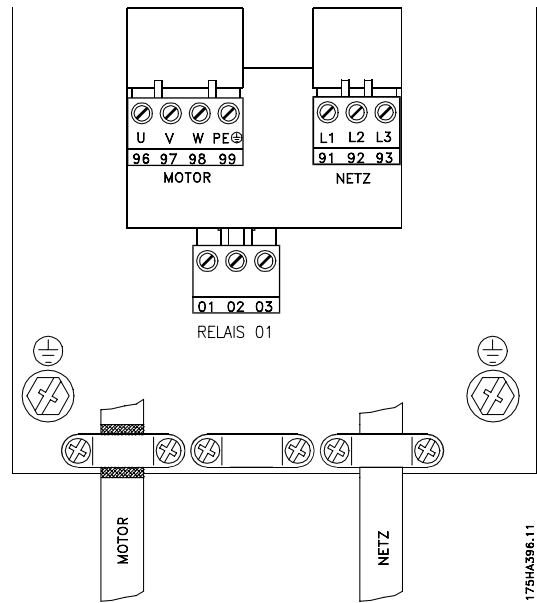 U V W PE
96 97 98 99
MOTOR
L1 L2 L3
91 92 93
NETZ
01 02 03
RELAIS 01
MOTOR
NETZ
175HA396.11